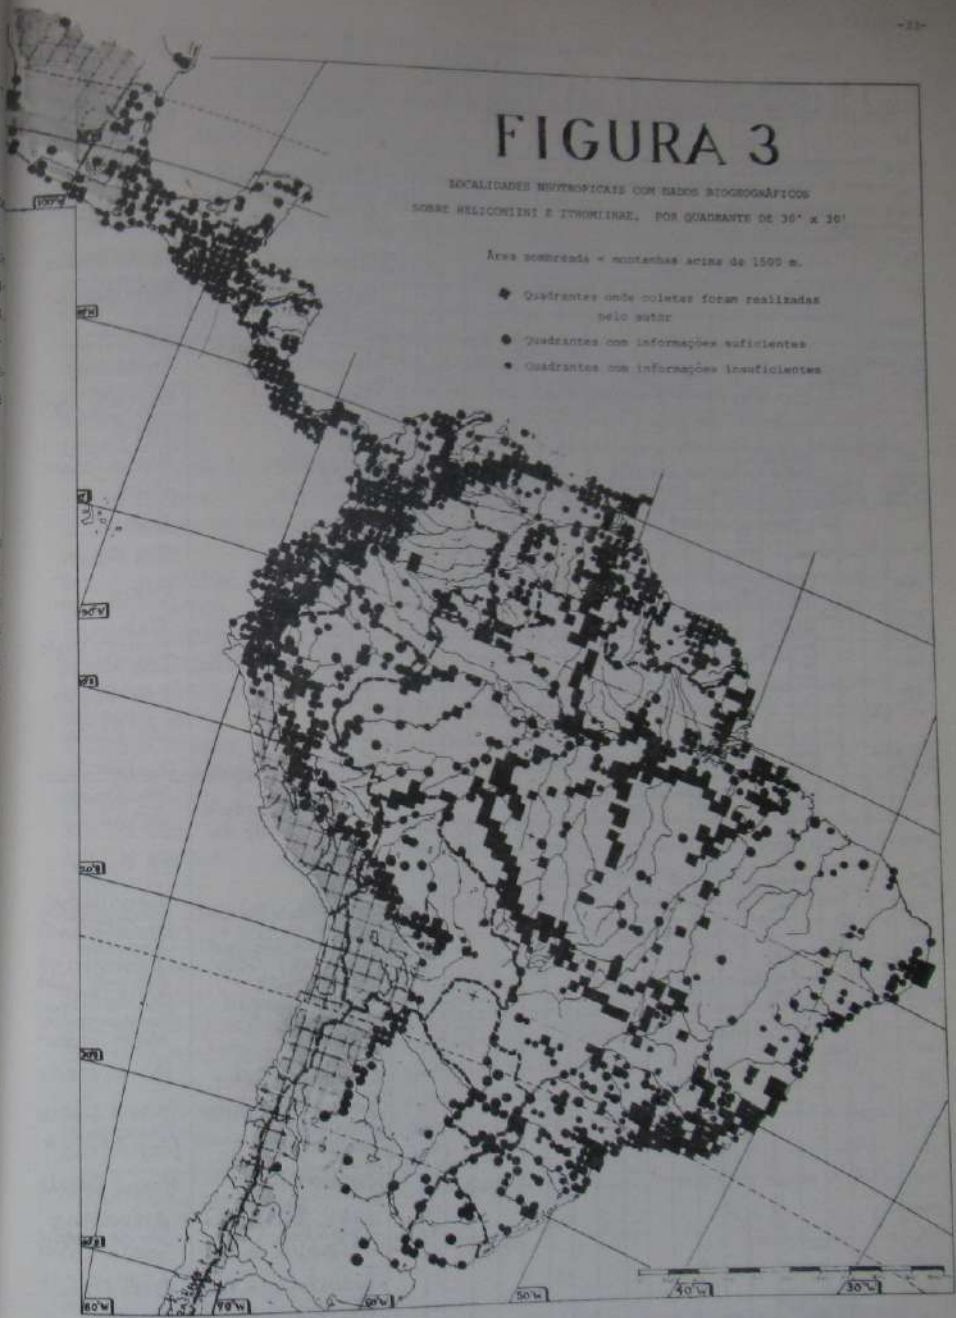 FIGURA 3
LOCALIDADES NEOTROPICAIS COM DADOS BIOGEOGRÁFICOS
SOBRE HELICONIINI E ITHOMIINAE, POR QUADRANTE DE 30' x 30'
Área sombreada = montanhas acima de 1500 m.
Quadrantes onde coletas foram realizadas
pelo autor
Quadrantes com informações suficientes
Quadrantes com informações insuficientes
100°W
90°W
80°W
70°W
60°W
50°W
40°W
30°W